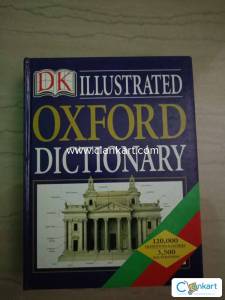 DK ILLUSTRATED
OXFORD
www.clankart.com
DICTIONARY
120,000
3,500
Clankart